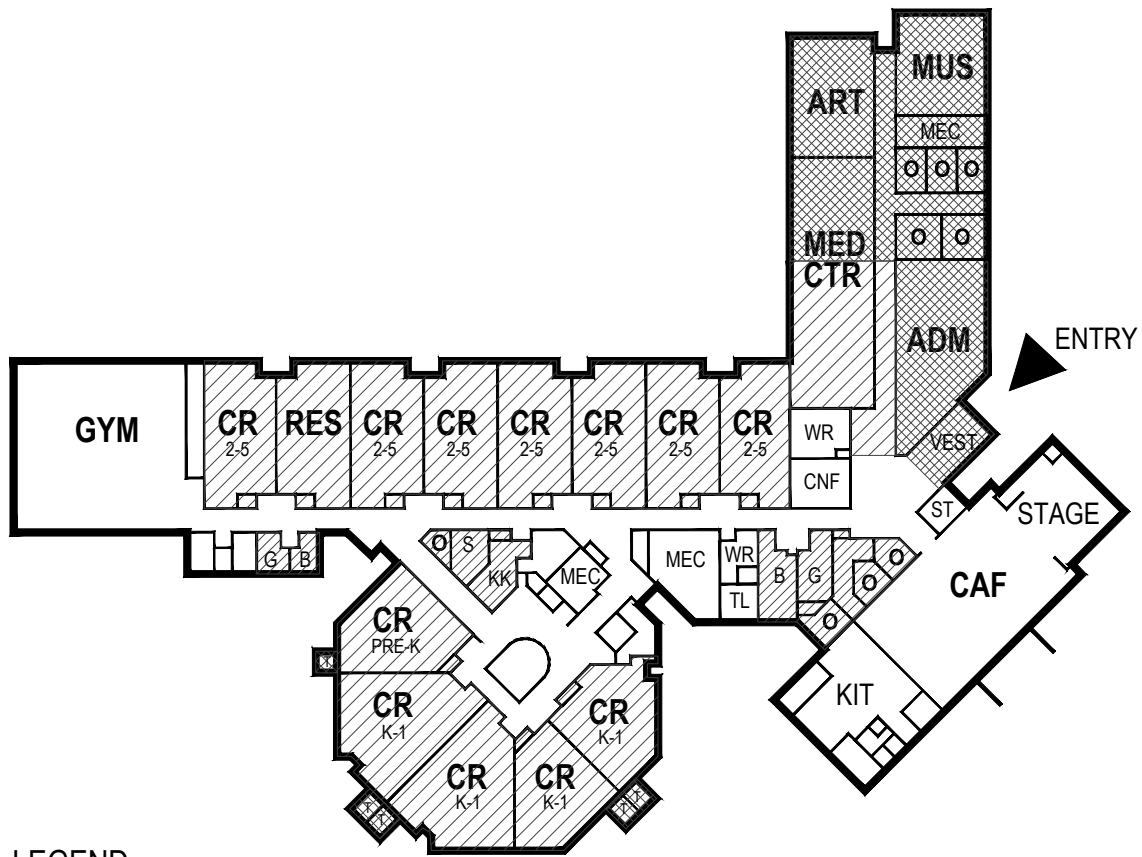 MUS
ART
MEC
O O O
O O
MED
CTR
ADM
ENTRY
VEST
GYM
CR
2-5
RES
CR
2-5
CR
2-5
CR
2-5
CR
2-5
CR
2-5
CR
2-5
WR
CNF
ST
STAGE
CAF
G B
O S
KK
MEC
MEC
WR
TL
B G
O
O
O
O
KIT
CR
PRE-K
T
CR
K-1
CR
K-1
CR
K-1
CR
K-1
T
T
T
T
LEGEND